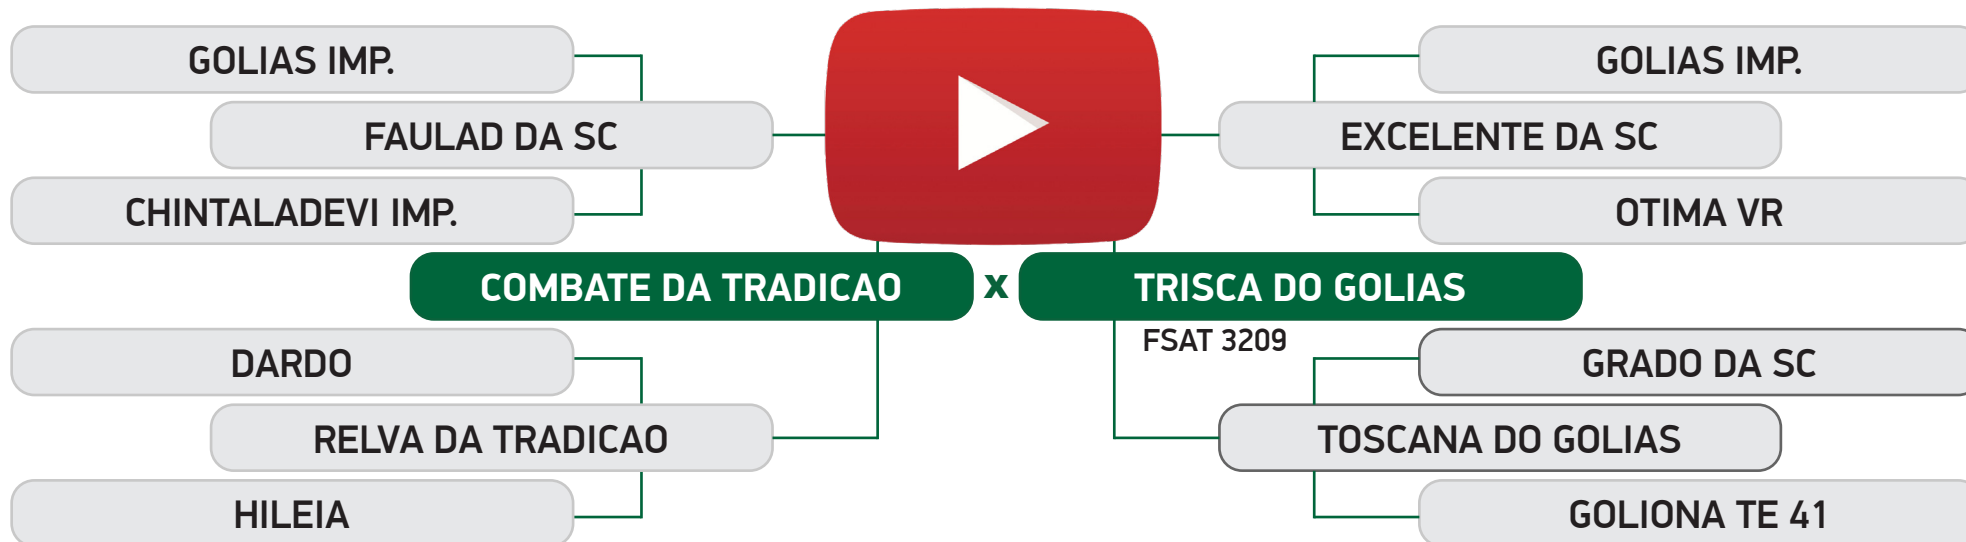 GOLIAS IMP.
GOLIAS IMP.
FAULAD DA SC
EXCELENTE DA SC
CHINTALADEVI IMP.
OTIMA VR
COMBATE DA TRADICAO
x
TRISCA DO GOLIAS
FSAT 3209
DARDO
GRADO DA SC
RELVA DA TRADICAO
TOSCANA DO GOLIAS
HILEIA
GOLIONA TE 41